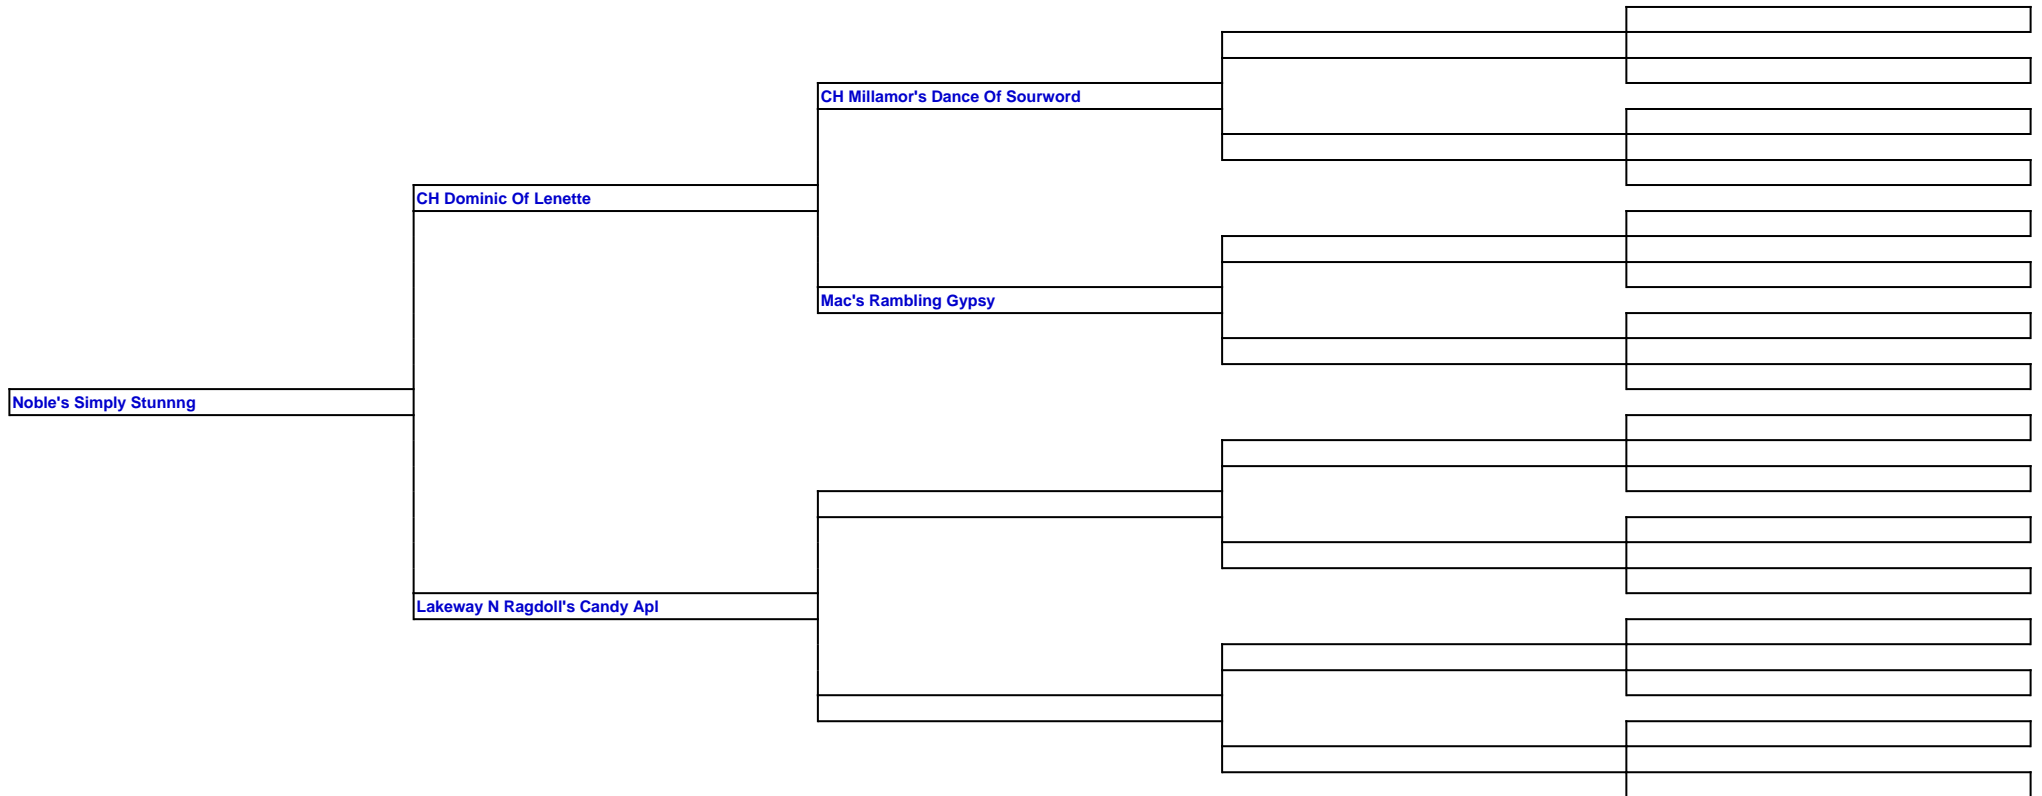 CH Millamor's Dance Of Sourword
CH Dominic Of Lenette
Mac's Rambling Gypsy
Noble's Simply Stunnng
Lakeway N Ragdoll's Candy Apl